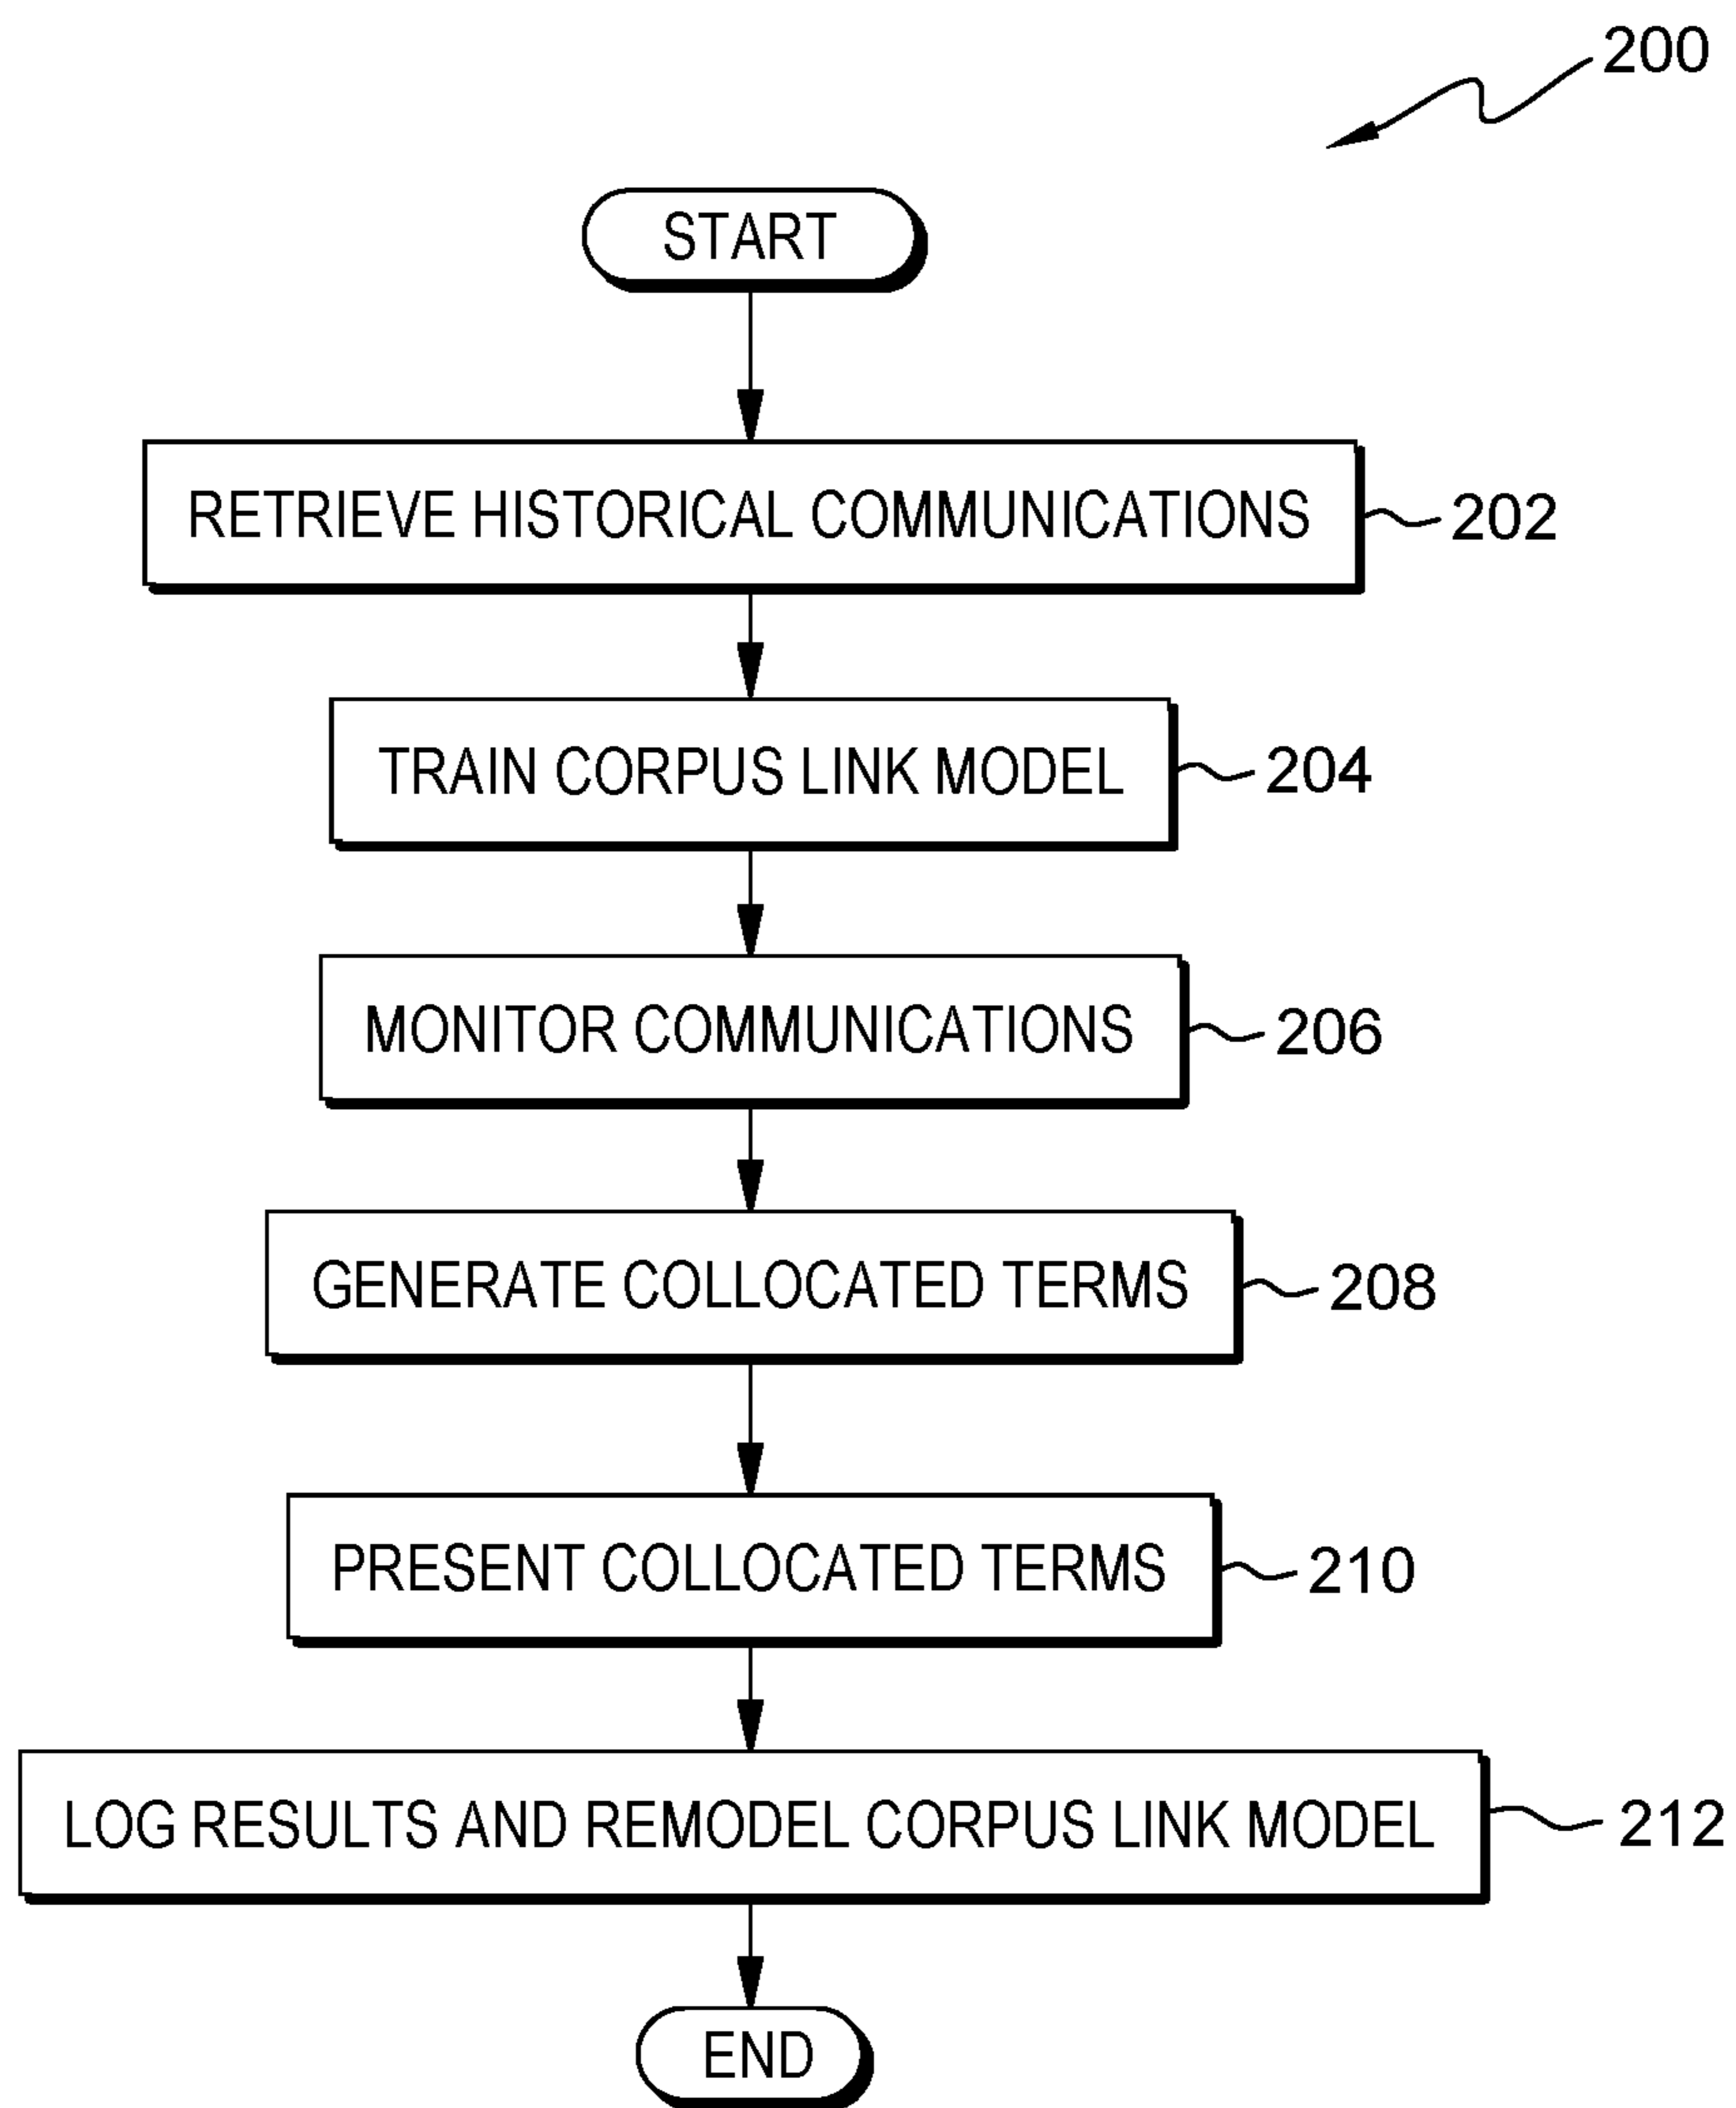 200
START
RETRIEVE HISTORICAL COMMUNICATIONS 202
TRAIN CORPUS LINK MODEL 204
MONITOR COMMUNICATIONS 206
GENERATE COLLOCATED TERMS 208
PRESENT COLLOCATED TERMS 210
LOG RESULTS AND REMODEL CORPUS LINK MODEL 212
END